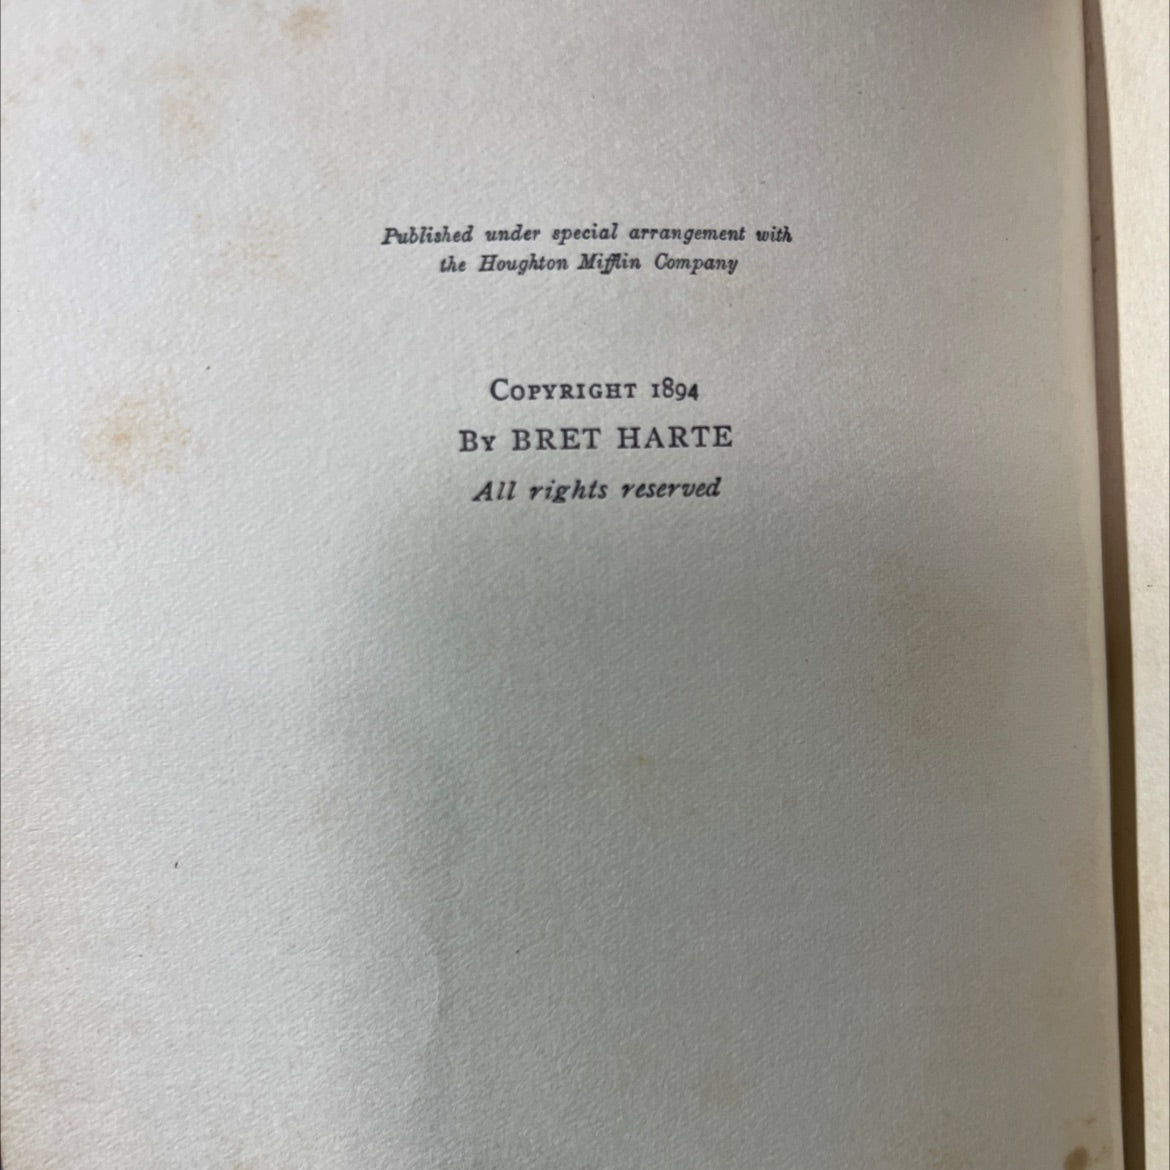 Published under special arrangement with
the Houghton Mifflin Company
COPYRIGHT 1894
BY BRET HARTE
All rights reserved